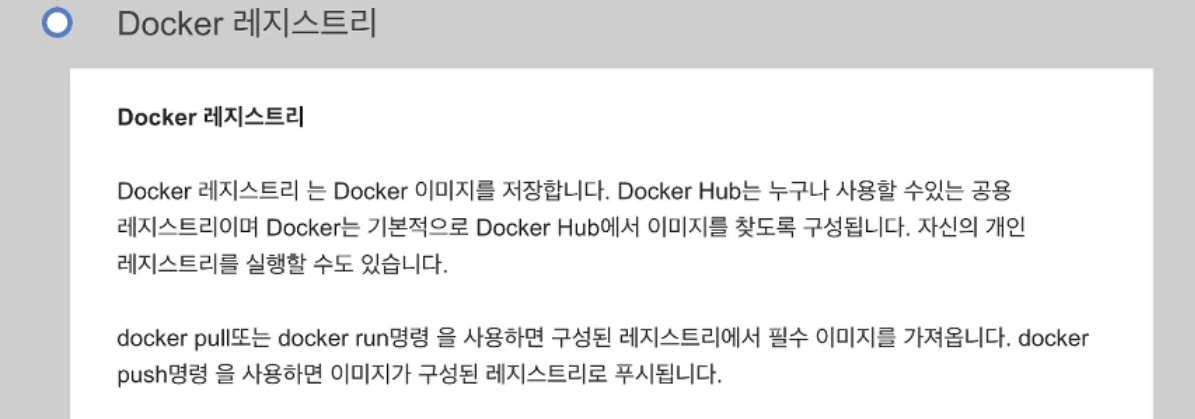 Docker 레지스트리
Docker 레지스트리
Docker 레지스트리 는 Docker 이미지를 저장합니다. Docker Hub는 누구나 사용할 수있는 공용
레지스트리이며 Docker는 기본적으로 Docker Hub에서 이미지를 찾도록 구성됩니다. 자신의 개인
레지스트리를 실행할 수도 있습니다.
docker pull또는 docker run명령 을 사용하면 구성된 레지스트리에서 필수 이미지를 가져옵니다. docker
push명령 을 사용하면 이미지가 구성된 레지스트리로 푸시됩니다.